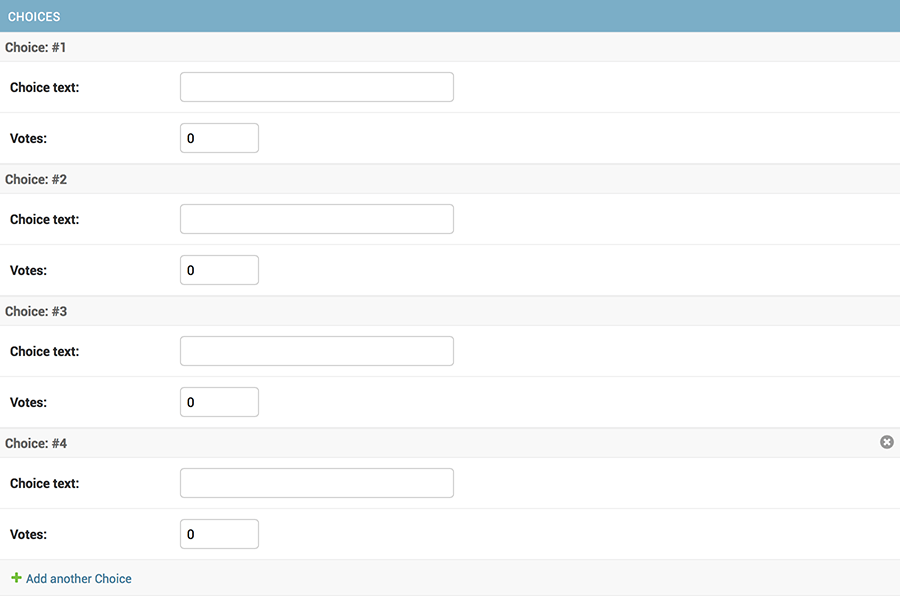 CHOICES
Choice: #1
Choice text:
Votes: 0
Choice: #2
Choice text:
Votes: 0
Choice: #3
Choice text:
Votes: 0
Choice: #4
Choice text:
Votes: 0
Add another Choice